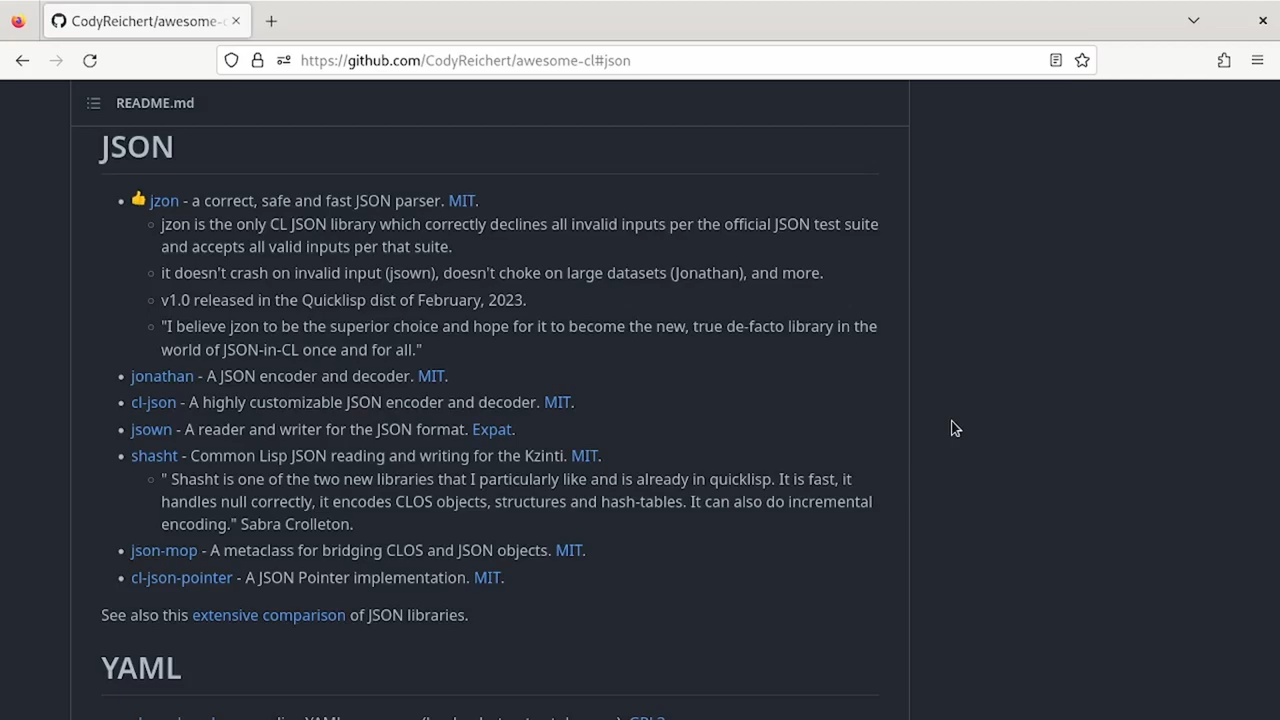 CodyReichert/awesome-c
https://github.com/CodyReichert/awesome-cl#json
README.md
JSON
jzon - a correct, safe and fast JSON parser. MIT.
jzon is the only CL JSON library which correctly declines all invalid inputs per the official JSON test suite
and accepts all valid inputs per that suite.
it doesn't crash on invalid input (jsown), doesn't choke on large datasets (Jonathan), and more.
v1.0 released in the Quicklisp dist of February, 2023.
"I believe jzon to be the superior choice and hope for it to become the new, true de-facto library in the
world of JSON-in-CL once and for all."
jonathan - A JSON encoder and decoder. MIT.
cl-json - A highly customizable JSON encoder and decoder. MIT.
jsown - A reader and writer for the JSON format. Expat.
shasht - Common Lisp JSON reading and writing for the Kzinti. MIT.
" Shasht is one of the two new libraries that I particularly like and is already in quicklisp. It is fast, it
handles null correctly, it encodes CLOS objects, structures and hash-tables. It can also do incremental
encoding." Sabra Crolleton.
json-mop - A metaclass for bridging CLOS and JSON objects. MIT.
cl-json-pointer - A JSON Pointer implementation. MIT.
See also this extensive comparison of JSON libraries.
YAML